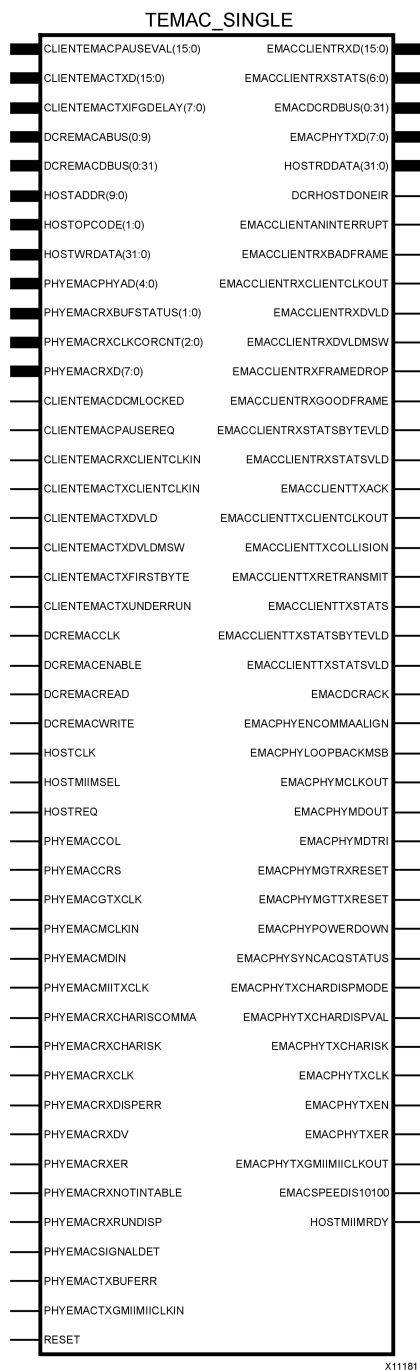 TEMAC_SINGLE
CLIENTEMACPAUSEVAL(15:0) EMACCLIENTRXD(15:0)
CLIENTEMACTXD(15:0) EMACCLIENTRXSTATS(6:0)
CLIENTEMACTXIFGDELAY(7:0) EMACDCRDBUS(0:31)
DCREMACABUS(0:9) EMACPHYTXD(7:0)
DCREMACDBUS(0:31) HOSTRDDATA(31:0)
HOSTADDR(9:0) DCRHOSTDONEIR
HOSTOPCODE(1:0) EMACCLIENTANINTERRUPT
HOSTWRDATA(31:0) EMACCLIENTRXBADFRAME
PHYEMACPHYAD(4:0) EMACCLIENTRXCLIENTCLKOUT
PHYEMACRXBUFSTATUS(1:0) EMACCLIENTRXDVLD
PHYEMACRXCLKCORCNT(2:0) EMACCLIENTRXDVLDMSW
PHYEMACRXD(7:0) EMACCLIENTRXFRAMEDROP
CLIENTEMACDCMLOCKED EMACCLIENTRXGOODFRAME
CLIENTEMACPAUSEREQ EMACCLIENTRXSTATSBYTEVLD
CLIENTEMACRXCLIENTCLKIN EMACCLIENTRXSTATSVLD
CLIENTEMACTXCLIENTCLKIN EMACCLIENTTXACK
CLIENTEMACTXDVLD EMACCLIENTTXCLIENTCLKOUT
CLIENTEMACTXDVLDMSW EMACCLIENTTXCOLLISION
CLIENTEMACTXFIRSTBYTE EMACCLIENTTXRETRANSMIT
CLIENTEMACTXUNDERRUN EMACCLIENTTXSTATS
DCREMACCLK EMACCLIENTTXSTATSBYTEVLD
DCREMACENABLE EMACCLIENTTXSTATSVLD
DCREMACREAD EMACDCRACK
DCREMACWRITE EMACPHYENCOMMAALIGN
HOSTCLK EMACPHYLOOPBACKMSB
HOSTMIIMSEL EMACPHYMCLKOUT
HOSTREQ EMACPHYMDOUT
PHYEMACCOL EMACPHYMDTRI
PHYEMACCRS EMACPHYMGTRXRESET
PHYEMACGTXCLK EMACPHYMGTTXRESET
PHYEMACMCLKIN EMACPHYPOWERDOWN
PHYEMACMDIN EMACPHYSYNCACQSTATUS
PHYEMACMIITXCLK EMACPHYTXCHARDISPMODE
PHYEMACRXCHARISCOMMA EMACPHYTXCHARDISPVAL
PHYEMACRXCHARISK EMACPHYTXCHARISK
PHYEMACRXCLK EMACPHYTXCLK
PHYEMACRXDISPERR EMACPHYTXEN
PHYEMACRXDV EMACPHYTXER
PHYEMACRXER EMACPHYTXGMIIMIICLKOUT
PHYEMACRXNOTINTABLE EMACSPEEDIS10100
PHYEMACRXRUNDISP HOSTMIIMRDY
PHYEMACSIGNALDET
PHYEMACTXBUFERR
PHYEMACTXGMIIMIICLKIN
RESET
X11181